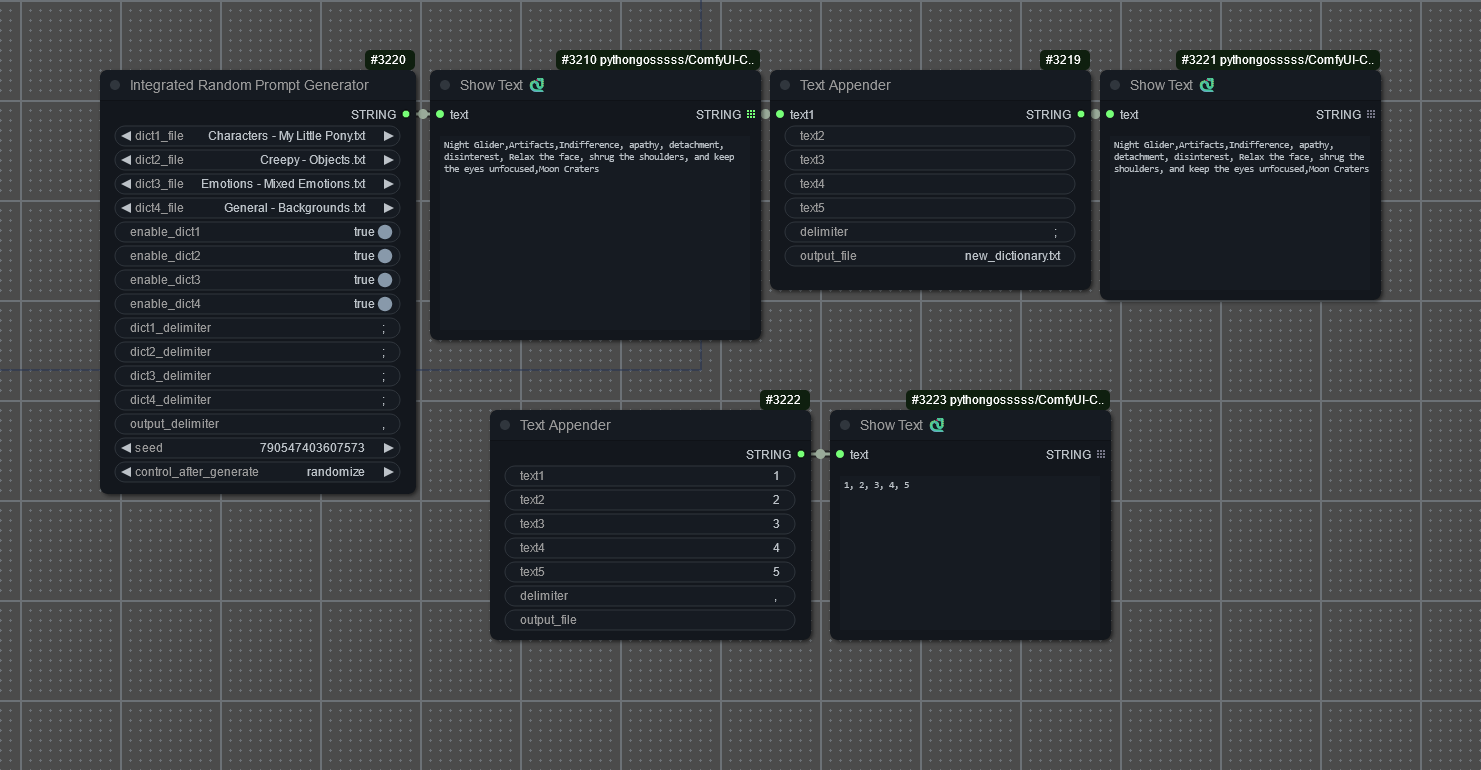 #3220
Integrated Random Prompt Generator
STRING
dict1_file Characters - My Little Pony.txt
dict2_file Creepy - Objects.txt
dict3_file Emotions - Mixed Emotions.txt
dict4_file General - Backgrounds.txt
enable_dict1 true
enable_dict2 true
enable_dict3 true
enable_dict4 true
dict1_delimiter ;
dict2_delimiter ;
dict3_delimiter ;
dict4_delimiter ;
output_delimiter ,
seed 790547403607573
control_after_generate randomize
#3210 pythongosssss/ComfyUI-C..
Show Text
text STRING
Night Glider,Artifacts,Indifference, apathy, detachment,
disinterest, Relax the face, shrug the shoulders, and keep
the eyes unfocused,Moon Craters
#3219
Text Appender
text1 STRING
text2
text3
text4
text5
delimiter ;
output_file new_dictionary.txt
#3221 pythongosssss/ComfyUI-C..
Show Text
text STRING
Night Glider,Artifacts,Indifference, apathy,
detachment, disinterest, Relax the face, shrug the
shoulders, and keep the eyes unfocused,Moon Craters
#3222
Text Appender
STRING
text1 1
text2 2
text3 3
text4 4
text5 5
delimiter ,
output_file
#3223 pythongosssss/ComfyUI-C..
Show Text
text STRING
1, 2, 3, 4, 5